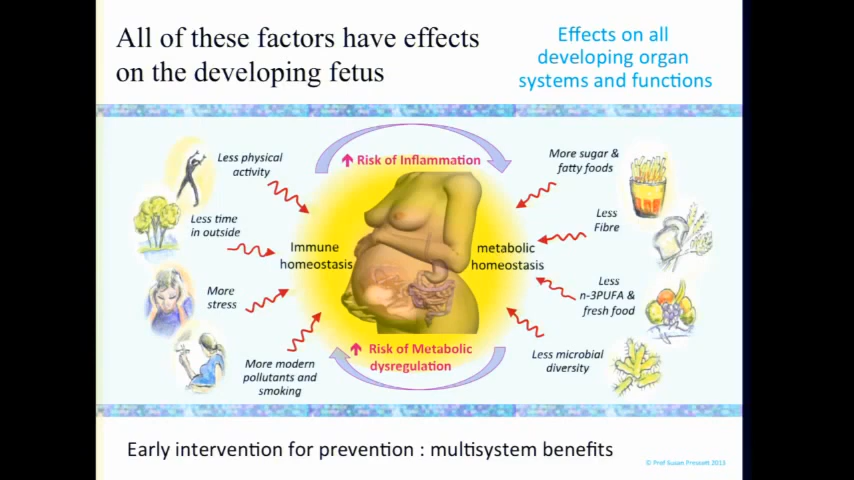 All of these factors have effects
on the developing fetus
Effects on all
developing organ
systems and functions
Less physical
activity
Risk of Inflammation
More sugar &
fatty foods
Less time
in outside
Less
Fibre
Immune
homeostasis
metabolic
homeostasis
More
stress
Less
n-3PUFA &
fresh food
More modern
pollutants and
smoking
Risk of Metabolic
dysregulation
Less microbial
diversity
Early intervention for prevention : multisystem benefits
© Prof Susan Prescott 2013